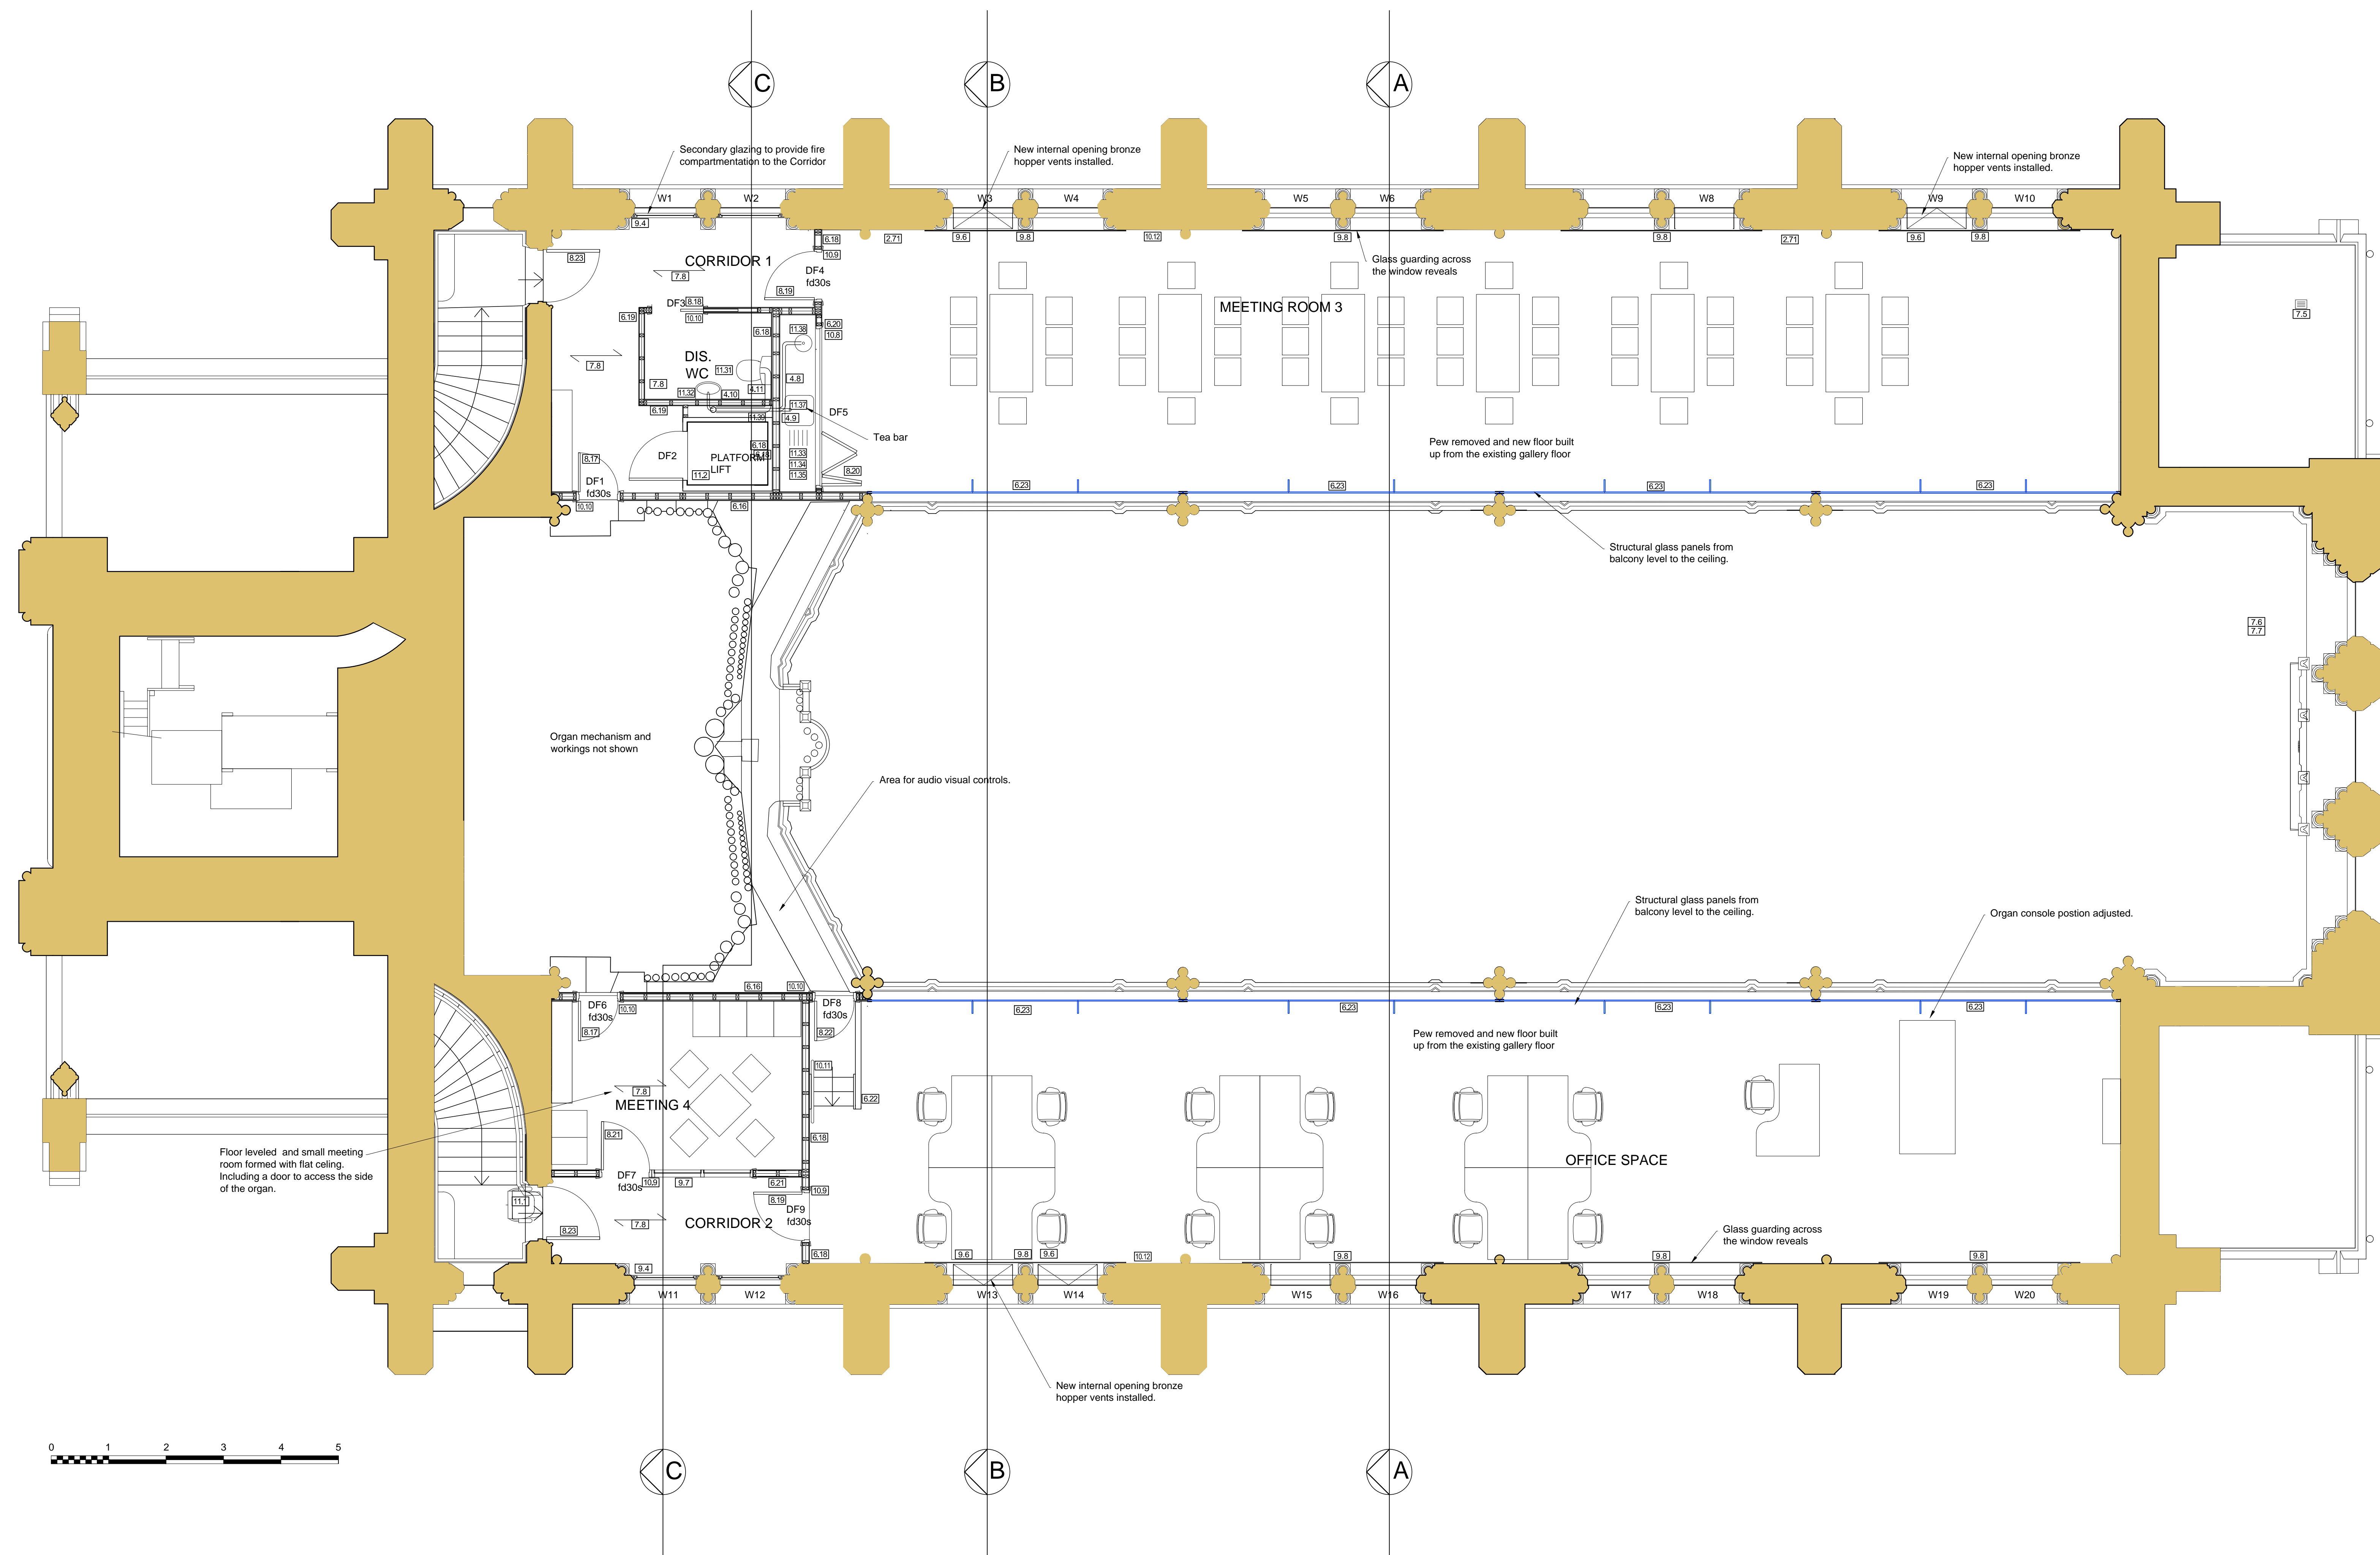 C
B
A
Secondary glazing to provide fire
compartmentation to the Corridor
New internal opening bronze
hopper vents installed.
New internal opening bronze
hopper vents installed.
W1
W2
W3
W4
W5
W6
W8
W9
W10
9.4
6.18
2.71
9.6
9.8
10.12
9.8
9.8
2.71
9.6
9.8
8.23
CORRIDOR 1
7.8
10.9
DF4
fd30s
8.19
Glass guarding across
the window reveals
MEETING ROOM 3
DF3
8.18
10.10
6.19
6.18
11.38
6.20
10.8
7.5
DIS.
WC
7.8
11.31
7.8
11.32
4.10
4.11
4.8
6.19
11.37
11.39
4.9
DF5
Tea bar
6.18
PLATFORM
LIFT
DF2
11.2
11.33
11.34
11.35
8.20
8.17
DF1
fd30s
10.10
6.16
Pew removed and new floor built
up from the existing gallery floor
6.23
6.23
6.23
6.23
Structural glass panels from
balcony level to the ceiling.
7.6
7.7
Organ mechanism and
workings not shown
Area for audio visual controls.
Structural glass panels from
balcony level to the ceiling.
Organ console postion adjusted.
6.16
10.10
DF6
fd30s
10.10
8.17
DF8
fd30s
8.22
6.23
6.23
6.23
6.23
Pew removed and new floor built
up from the existing gallery floor
10.11
7.8
MEETING 4
6.22
8.21
6.18
Floor leveled and small meeting
room formed with flat celing.
Including a door to access the side
of the organ.
DF7
fd30s
10.9
9.7
6.21
10.9
8.19
DF9
fd30s
OFFICE SPACE
11.1
7.8
CORRIDOR 2
8.23
6.18
9.4
9.6
9.8
9.6
10.12
9.8
9.8
9.8
Glass guarding across
the window reveals
W11
W12
W13
W14
W15
W16
W17
W18
W19
W20
New internal opening bronze
hopper vents installed.
0 1 2 3 4 5
C
B
A